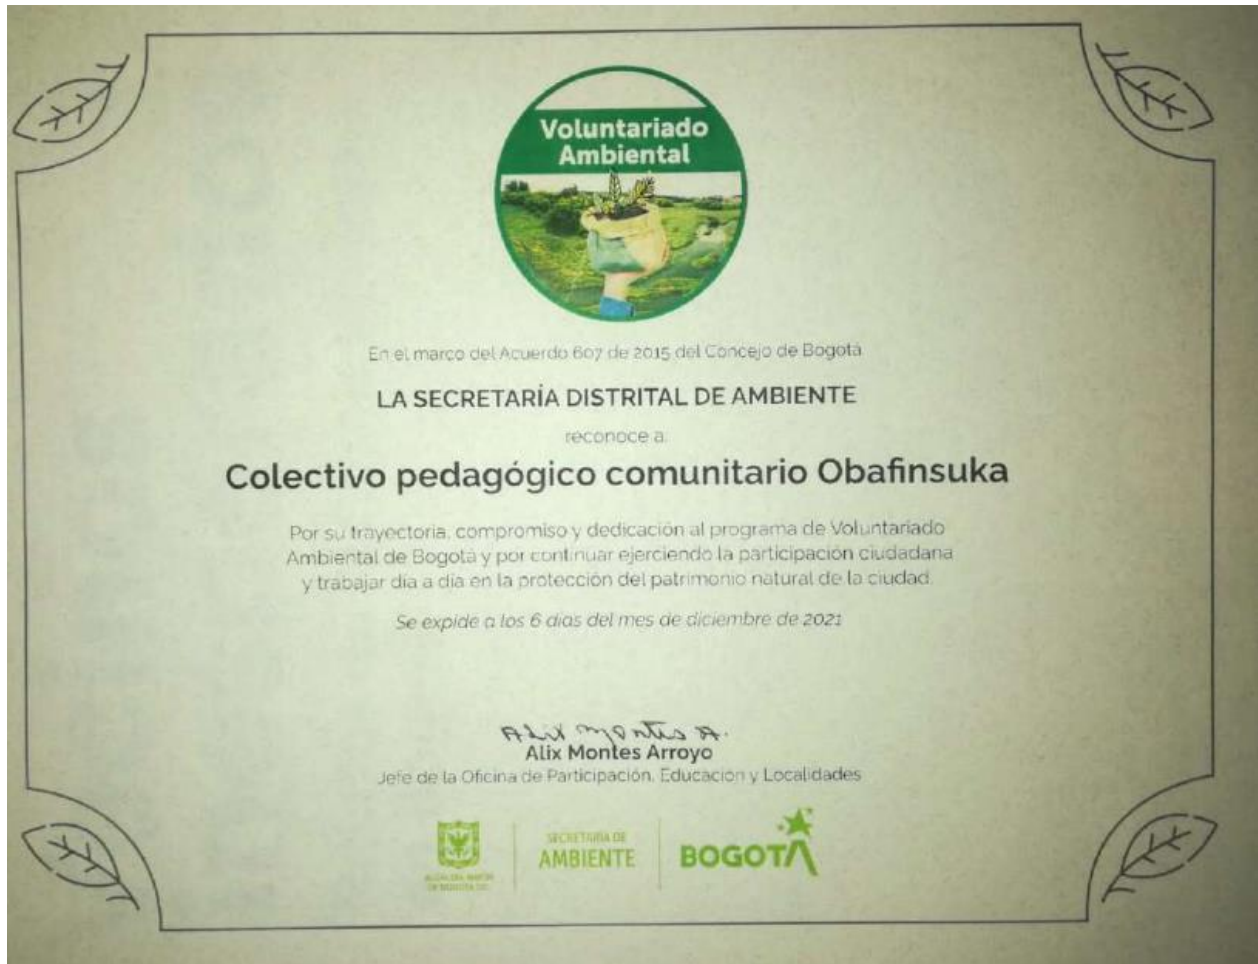 Voluntariado
Ambiental
En el marco del Acuerdo 607 de 2015 del Concejo de Bogotá
LA SECRETARÍA DISTRITAL DE AMBIENTE
reconoce a:
Colectivo pedagógico comunitario Obafinsuka
Por su trayectoria, compromiso y dedicación al programa de Voluntariado
Ambiental de Bogotá y por continuar ejerciendo la participación ciudadana
y trabajar día a día en la protección del patrimonio natural de la ciudad.
Se expide a los 6 días del mes de diciembre de 2021
Alix Montes A.
Alix Montes Arroyo
Jefe de la Oficina de Participación, Educación y Localidades
ALCALDÍA MAYOR
DE BOGOTÁ D.C.
SECRETARÍA DE
AMBIENTE
BOGOTÁ